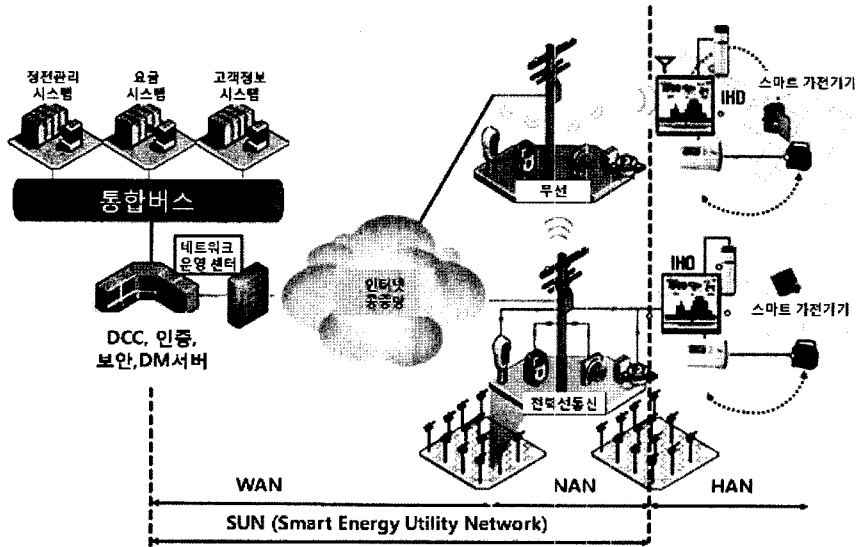 정전관리
시스템
요금
시스템
고객정보
시스템
통합버스
네트워크
운영 센터
DCC, 인증,
보안,DM서버
인터넷
공중망
무선
전력선통신
IHD
스마트 가전기기
IHD
스마트 가전기기
WAN
NAN
HAN
SUN (Smart Energy Utility Network)